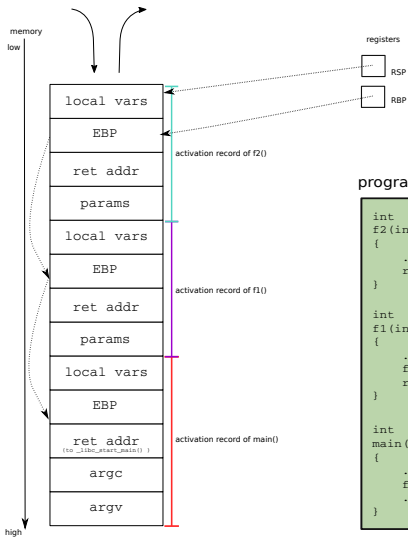 memory
low
registers
RSP
RBP
local vars
EBP
ret addr
params
activation record of f2()
local vars
EBP
ret addr
params
activation record of f1()
local vars
EBP
ret addr
(to _libc_start_main() )
argc
argv
activation record of main()
high
progra
int
f2(in
{
.
r
}
int
f1(in
{
.
f
r
}
int
main(
{
.
f
.
}